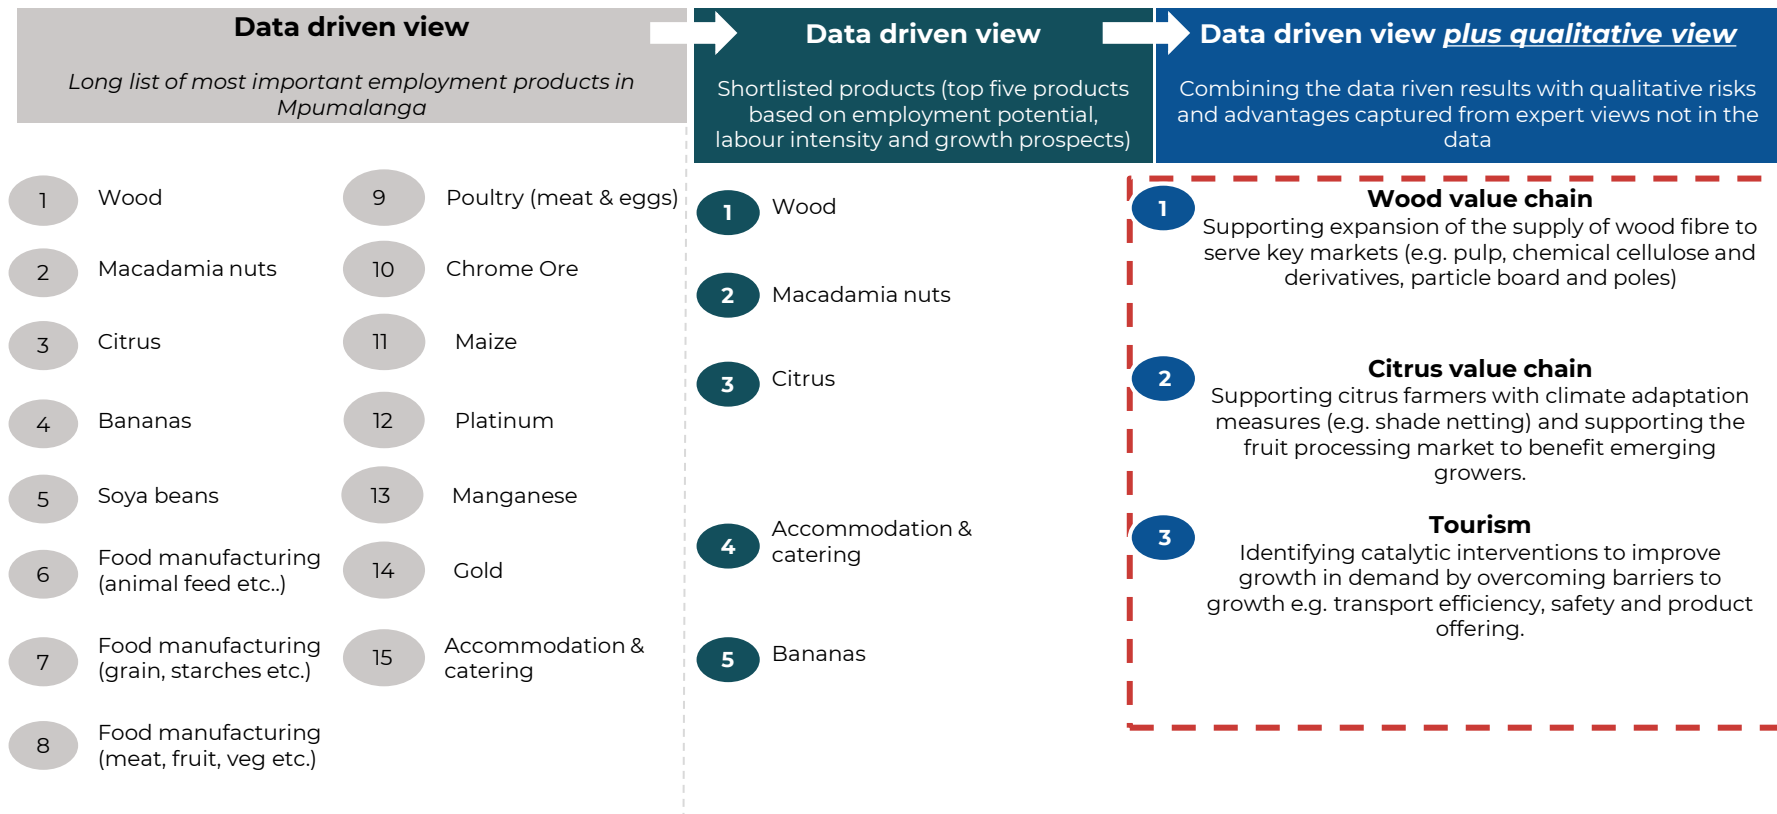 Data driven view
Long list of most important employment products in
Mpumalanga
1
Wood
2
Macadamia nuts
3
Citrus
4
Bananas
5
Soya beans
6
Food manufacturing
(animal feed etc..)
7
Food manufacturing
(grain, starches etc.)
8
Food manufacturing
(meat, fruit, veg etc.)
9
Poultry (meat & eggs)
10
Chrome Ore
11
Maize
12
Platinum
13
Manganese
14
Gold
15
Accommodation &
catering
Data driven view
Shortlisted products (top five products
based on employment potential,
labour intensity and growth prospects)
1
Wood
2
Macadamia nuts
3
Citrus
4
Accommodation &
catering
5
Bananas
Data driven view plus qualitative view
Combining the data riven results with qualitative risks
and advantages captured from expert views not in the
data
1
Wood value chain
Supporting expansion of the supply of wood fibre to
serve key markets (e.g. pulp, chemical cellulose and
derivatives, particle board and poles)
2
Citrus value chain
Supporting citrus farmers with climate adaptation
measures (e.g. shade netting) and supporting the
fruit processing market to benefit emerging
growers.
3
Tourism
Identifying catalytic interventions to improve
growth in demand by overcoming barriers to
growth e.g. transport efficiency, safety and product
offering.